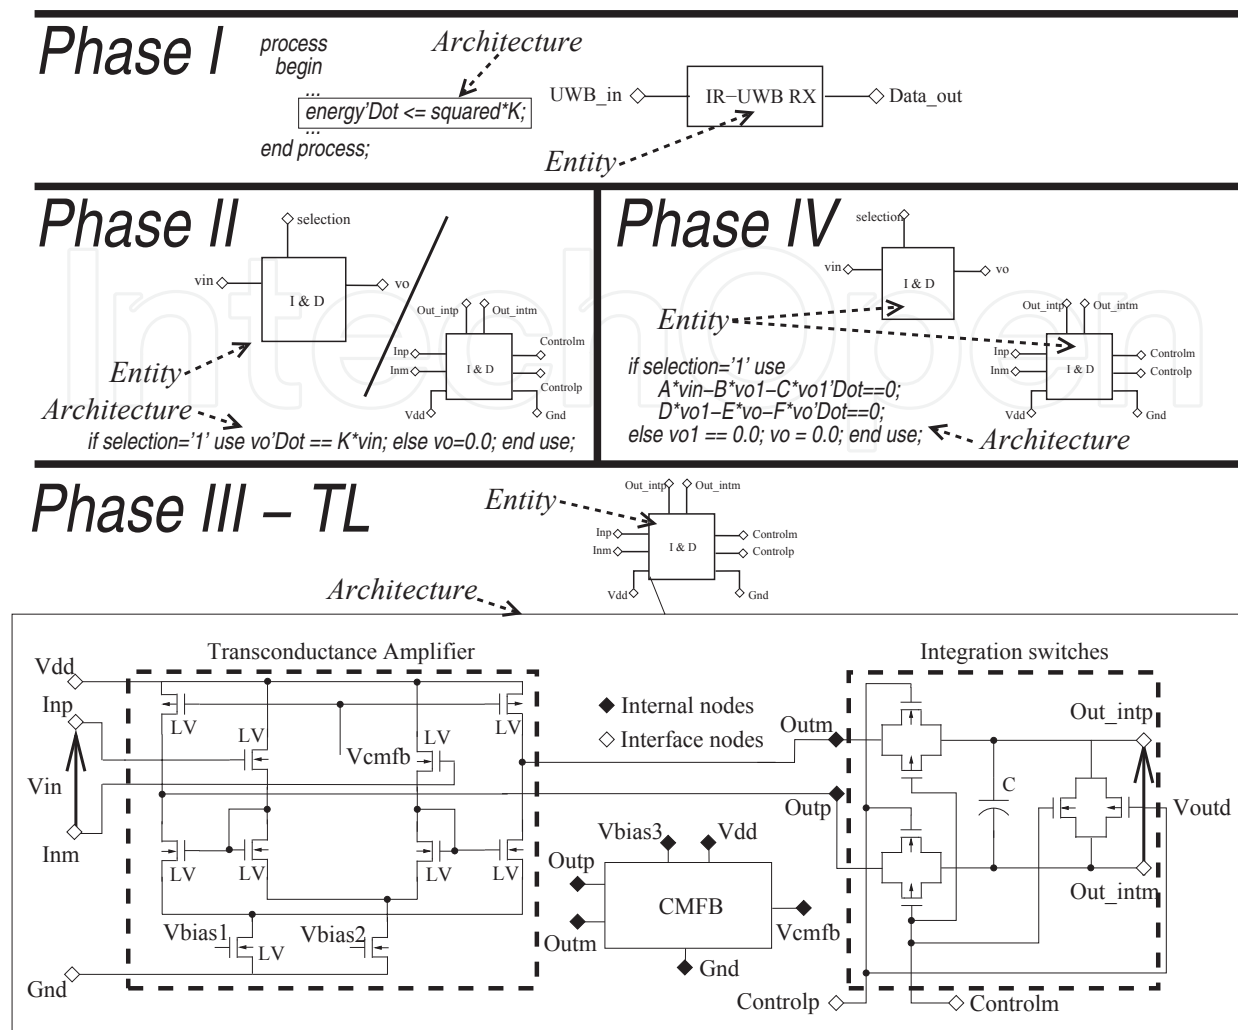 Phase I
process
begin
...
energy'Dot <= squared*K;
...
end process;
Architecture
UWB_in
IR−UWB RX
Data_out
Entity
Phase II
selection
vin
I & D
vo
Out_intp
Out_intm
Inp
Inm
I & D
Controlm
Controlp
Vdd
Gnd
Entity
Architecture
if selection='1' use vo'Dot == K*vin; else vo=0.0; end use;
Phase IV
selection
vin
I & D
vo
Entity
Out_intp
Out_intm
Inp
Inm
I & D
Controlm
Controlp
Vdd
Gnd
if selection='1' use
A*vin−B*vo1−C*vo1'Dot==0;
D*vo1−E*vo−F*vo'Dot==0;
else vo1 == 0.0; vo = 0.0; end use;
Architecture
IntechOpen
Phase III − TL
Entity
Out_intp
Out_intm
Inp
Inm
I & D
Controlm
Controlp
Vdd
Gnd
Architecture
Transconductance Amplifier
Integration switches
Vdd
Inp
Vin
Inm
Gnd
LV
LV
LV
LV
Vcmfb
LV
LV
LV
LV
Vbias1
LV
Vbias2
Internal nodes
Interface nodes
Outm
Outp
Vbias3
Vdd
Outp
Outm
CMFB
Vcmfb
Gnd
C
Out_intp
Voutd
Out_intm
Controlp
Controlm